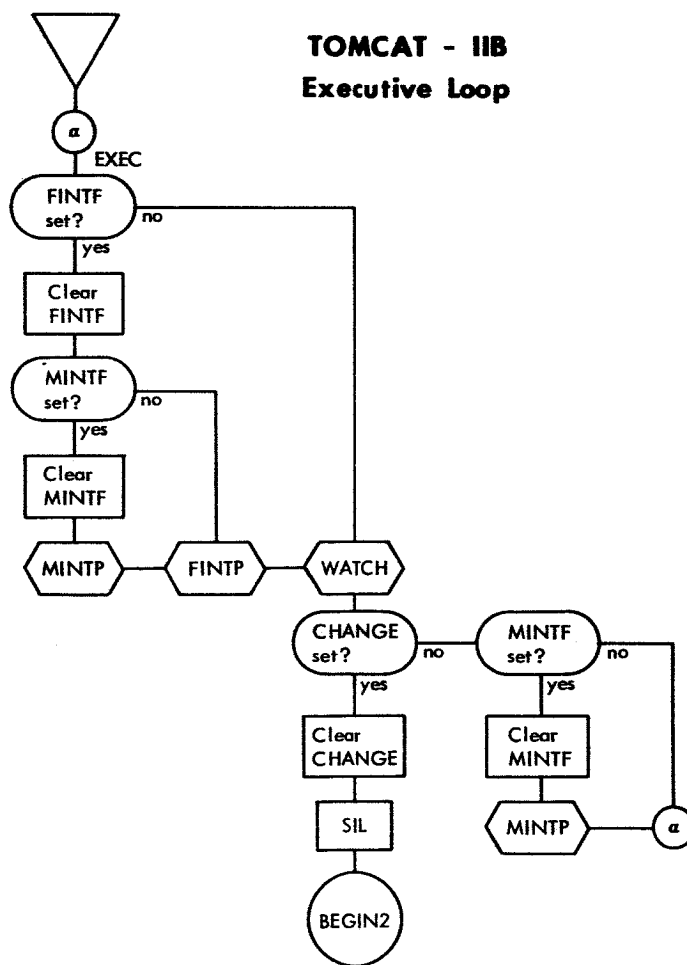 TOMCAT - IIB
Executive Loop
α
EXEC
FINTF
set?
no
yes
Clear
FINTF
MINTF
set?
no
yes
Clear
MINTF
MINTP
FINTP
WATCH
CHANGE
set?
no
yes
MINTF
set?
no
yes
Clear
CHANGE
Clear
MINTF
SIL
MINTP
α
BEGIN2